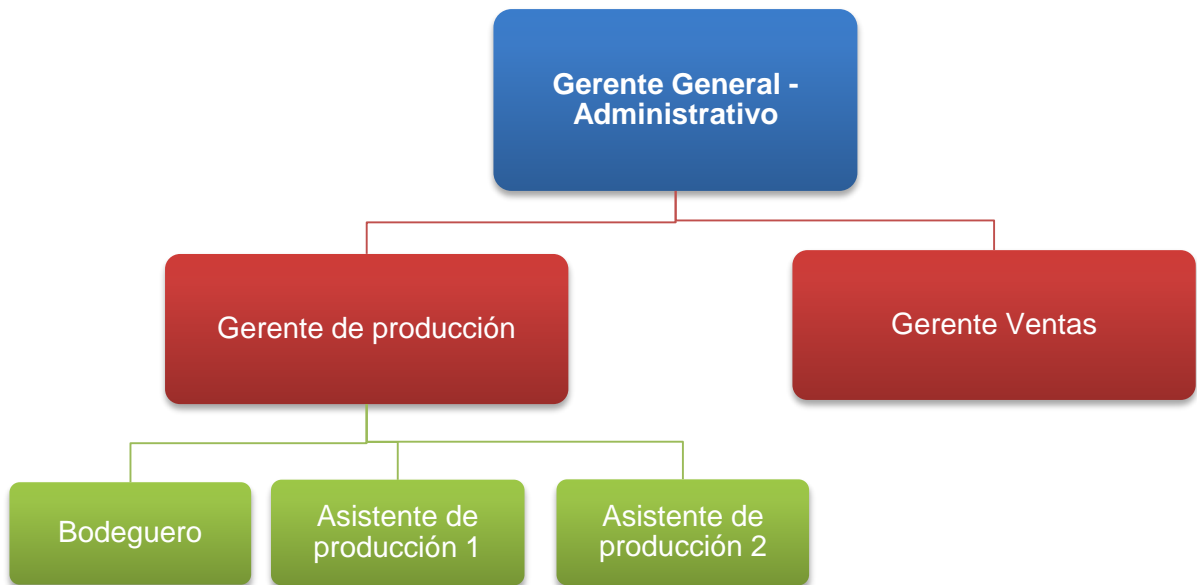 Gerente General -
Administrativo
Gerente de producción
Gerente Ventas
Bodeguero
Asistente de
producción 1
Asistente de
producción 2